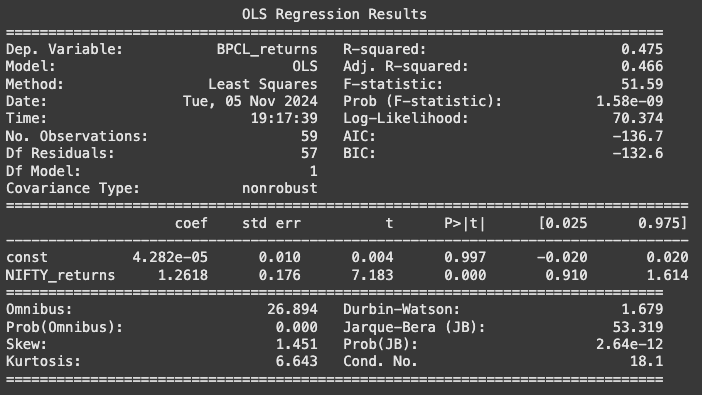 OLS Regression Results
==============================================================================
Dep. Variable: BPCL_returns R-squared: 0.475
Model: OLS Adj. R-squared: 0.466
Method: Least Squares F-statistic: 51.59
Date: Tue, 05 Nov 2024 Prob (F-statistic): 1.58e-09
Time: 19:17:39 Log-Likelihood: 70.374
No. Observations: 59 AIC: -136.7
Df Residuals: 57 BIC: -132.6
Df Model: 1
Covariance Type: nonrobust
=================================================================================
coef std err t P>|t| [0.025 0.975]
---------------------------------------------------------------------------------
const 4.282e-05 0.010 0.004 0.997 -0.020 0.020
NIFTY_returns 1.2618 0.176 7.183 0.000 0.910 1.614
==============================================================================
Omnibus: 26.894 Durbin-Watson: 1.679
Prob(Omnibus): 0.000 Jarque-Bera (JB): 53.319
Skew: 1.451 Prob(JB): 2.64e-12
Kurtosis: 6.643 Cond. No. 18.1
==============================================================================